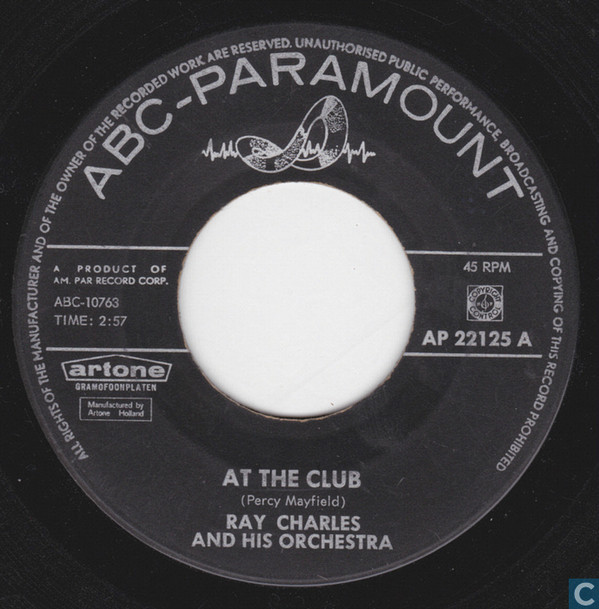 ALL RIGHTS OF THE MANUFACTURER AND OF THE OWNER OF THE RECORDED WORK ARE RESERVED. UNAUTHORISED PUBLIC PERFORMANCE, BROADCASTING AND COPYING OF THIS RECORD PROHIBITED
ABC-PARAMOUNT
A PRODUCT OF
AM. PAR RECORD CORP.
ABC-10763
TIME: 2:57
45 RPM
COPYRIGHT
CONTROL
AP 22125 A
artone
GRAMOFOONPLATEN
Manufactured by
Artone Holland
AT THE CLUB
(Percy Mayfield)
RAY CHARLES
AND HIS ORCHESTRA
C